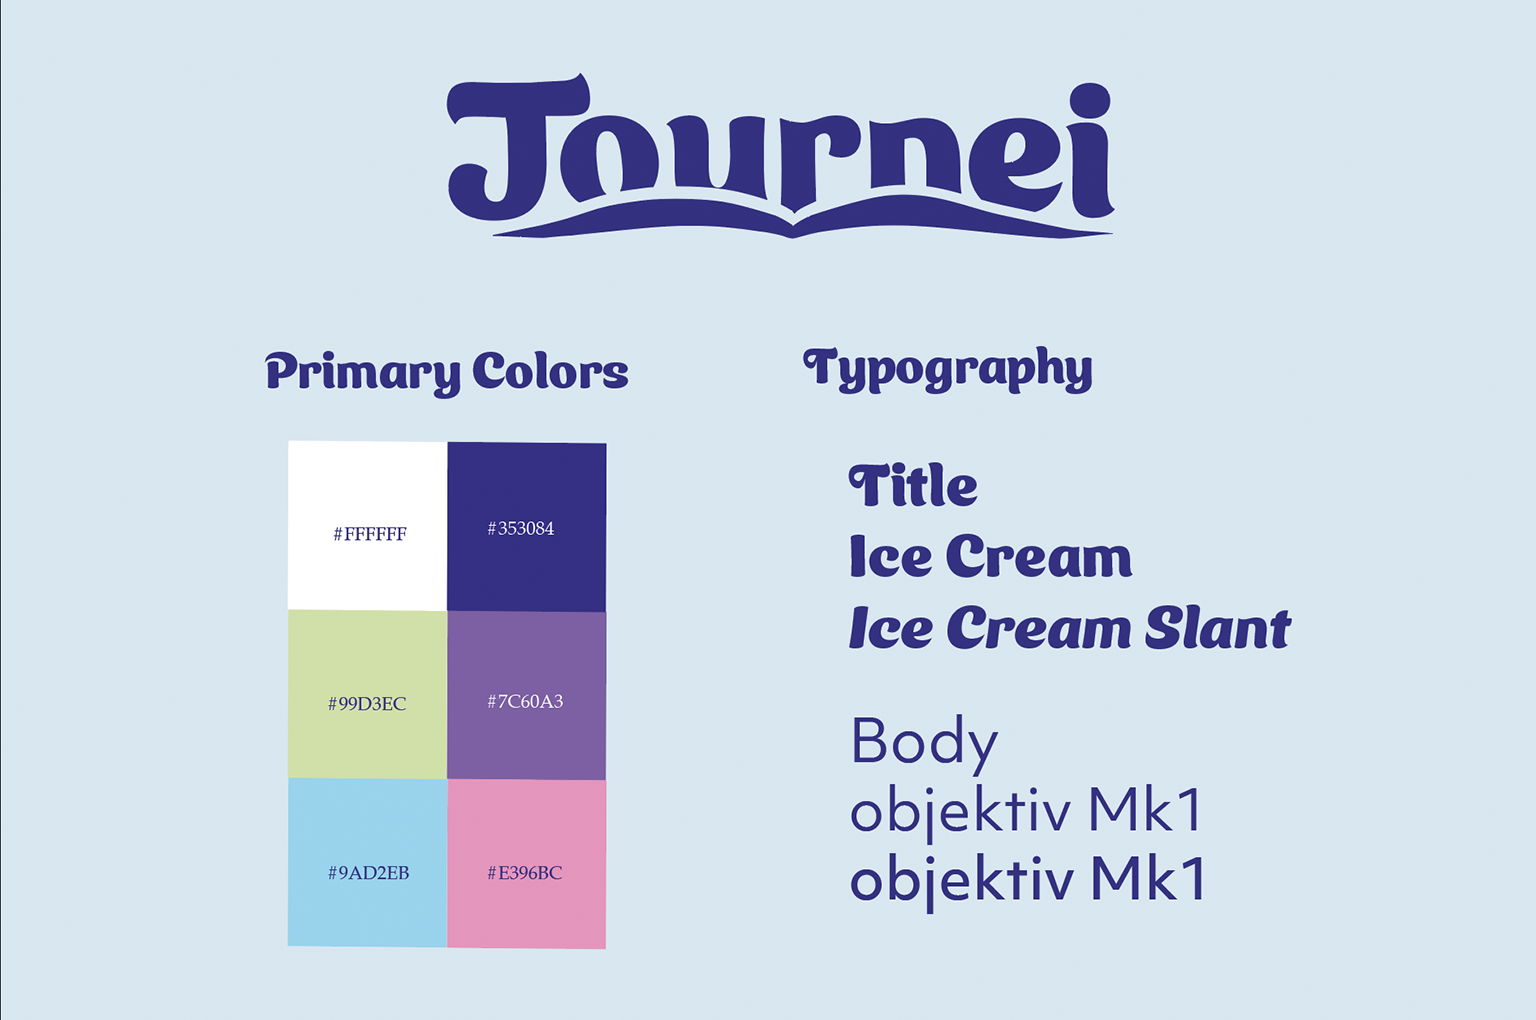 Journei
Primary Colors
#FFFFFF
#353084
#99D3EC
#7C60A3
#9AD2EB
#E396BC
Typography
Title
Ice Cream
Ice Cream Slant
Body
objektiv Mk1
objektiv Mk1